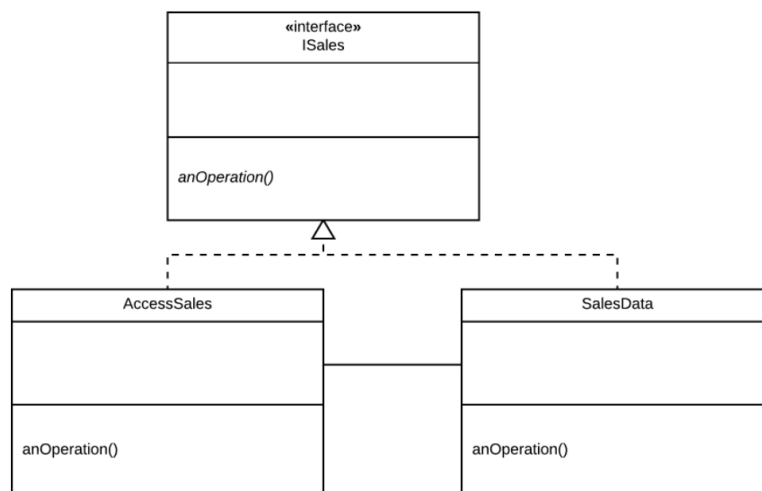 «interface»
ISales
anOperation()
AccessSales
SalesData
anOperation()
anOperation()